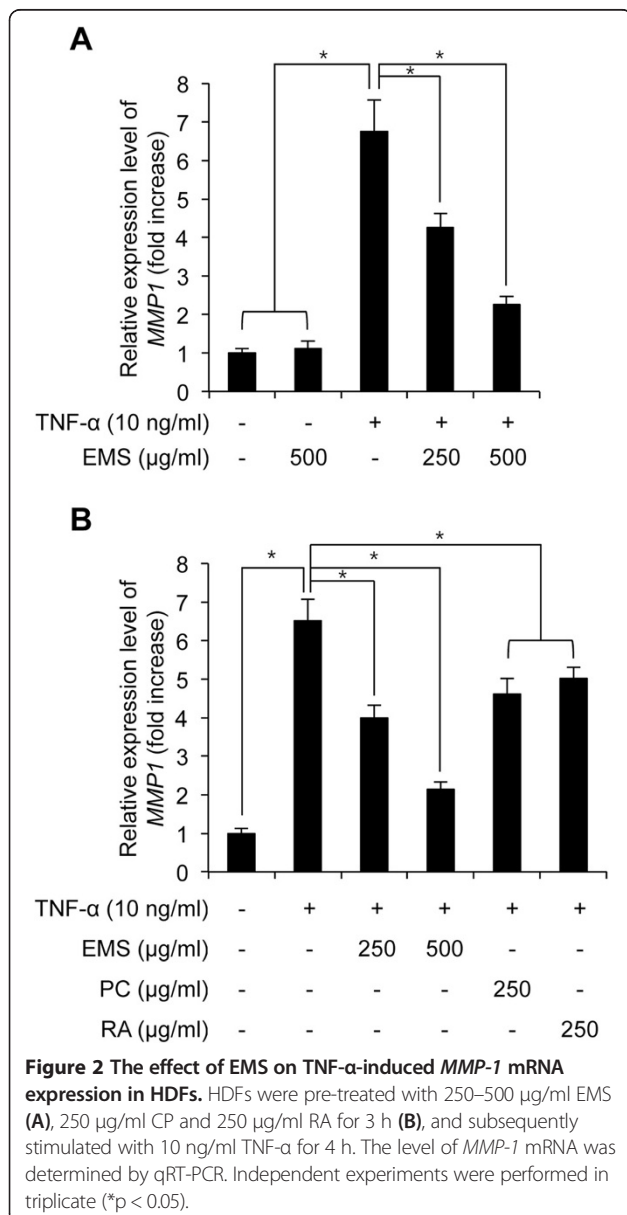 A
Relative expression level of
MMP1 (fold increase)
8
7
6
5
4
3
2
1
0
*
*
*
TNF-α (10 ng/ml) - - + + +
EMS (μg/ml) - 500 - 250 500
B
Relative expression level of
MMP1 (fold increase)
8
7
6
5
4
3
2
1
0
*
*
*
*
TNF-α (10 ng/ml) - + + + + +
EMS (μg/ml) - - 250 500 - -
PC (μg/ml) - - - - 250 -
RA (μg/ml) - - - - - 250
Figure 2 The effect of EMS on TNF-α-induced MMP-1 mRNA
expression in HDFs. HDFs were pre-treated with 250–500 μg/ml EMS
(A), 250 μg/ml CP and 250 μg/ml RA for 3 h (B), and subsequently
stimulated with 10 ng/ml TNF-α for 4 h. The level of MMP-1 mRNA was
determined by qRT-PCR. Independent experiments were performed in
triplicate (*p < 0.05).